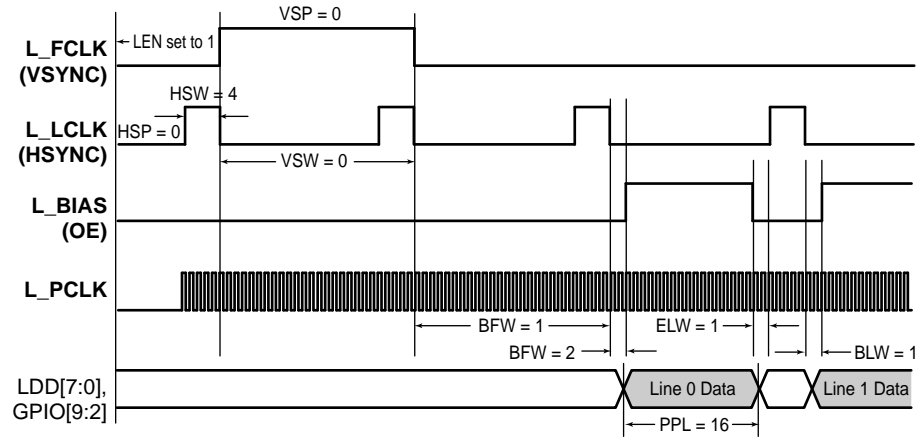 VSP = 0
LEN set to 1
L_FCLK
(VSYNC)
HSW = 4
L_LCLK
(HSYNC)
HSP = 0
VSW = 0
L_BIAS
(OE)
L_PCLK
BFW = 1
ELW = 1
BFW = 2
BLW = 1
LDD[7:0],
GPIO[9:2]
Line 0 Data
Line 1 Data
PPL = 16